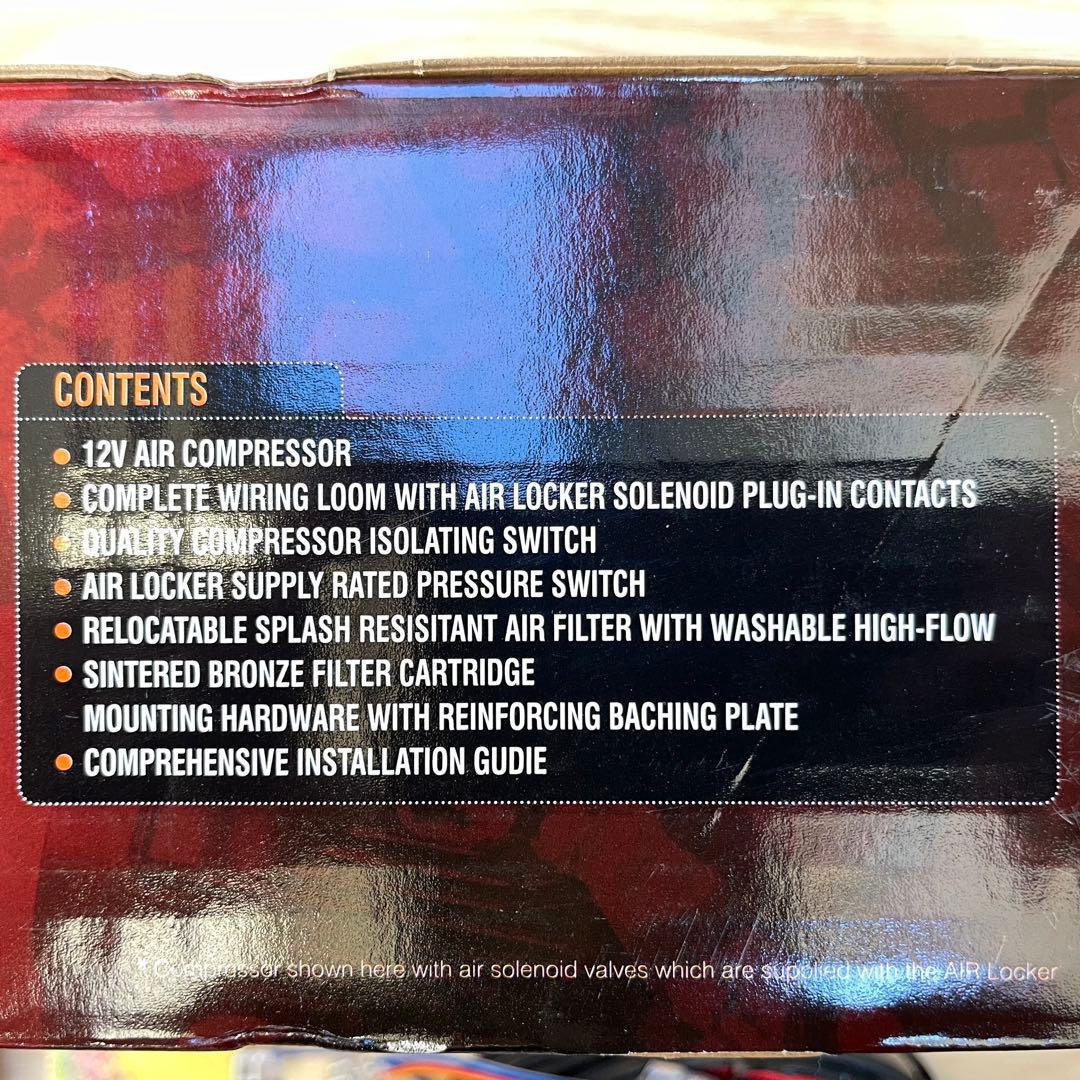 CONTENTS
12V AIR COMPRESSOR
COMPLETE WIRING LOOM WITH AIR LOCKER SOLENOID PLUG-IN CONTACTS
QUALITY COMPRESSOR ISOLATING SWITCH
AIR LOCKER SUPPLY RATED PRESSURE SWITCH
RELOCATABLE SPLASH RESISITANT AIR FILTER WITH WASHABLE HIGH-FLOW
SINTERED BRONZE FILTER CARTRIDGE
MOUNTING HARDWARE WITH REINFORCING BACHING PLATE
COMPREHENSIVE INSTALLATION GUDIE
* Compressor shown here with air solenoid valves which are supplied with the AIR Locker